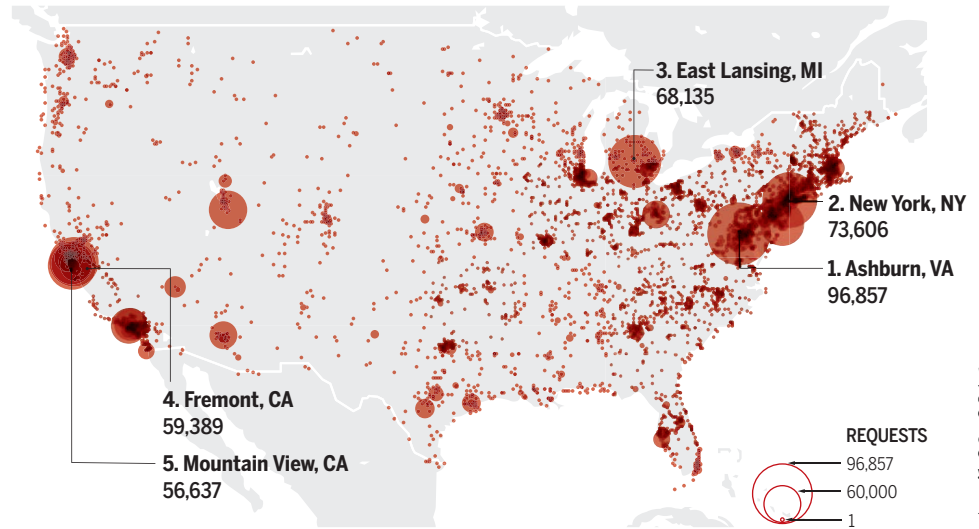 3. East Lansing, MI
68,135
2. New York, NY
73,606
1. Ashburn, VA
96,857
4. Fremont, CA
59,389
5. Mountain View, CA
56,637
REQUESTS
96,857
60,000
1